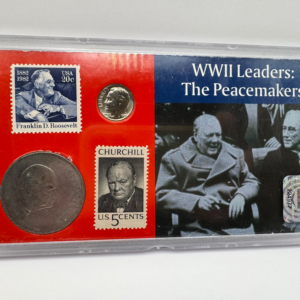 WWII Leaders:
The Peacemakers
1882
1982
USA
20c
Franklin D. Roosevelt
CHURCHILL
U.S. 5 CENTS